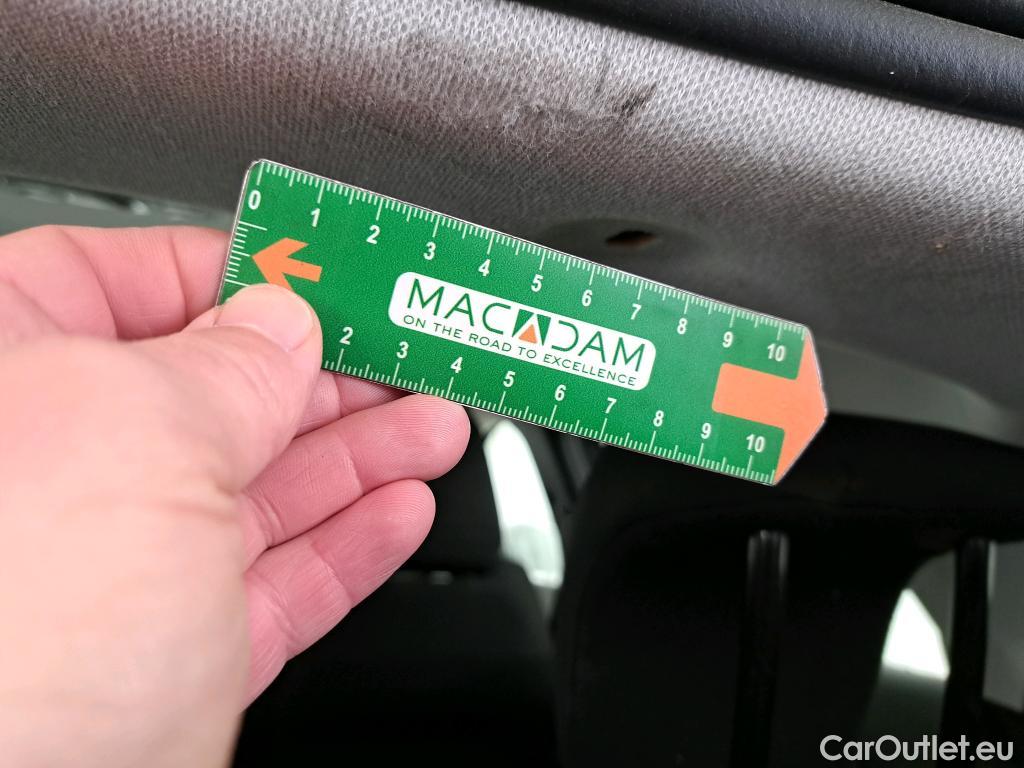 0 1 2 3 4 5 6 7 8 9 10
MACADAM
ON THE ROAD TO EXCELLENCE
2 3 4 5 6 7 8 9 10
CarOutlet.eu